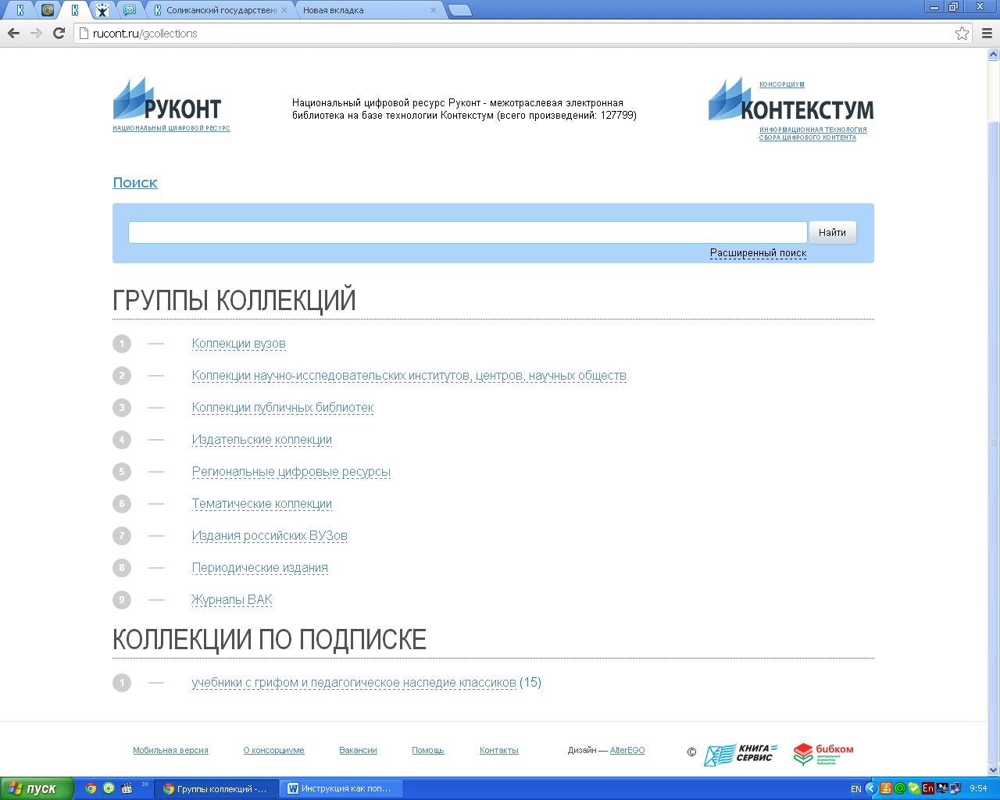 Соликамский государствен
Новая вкладка
rucont.ru/gcollections
РУКОНТ
НАЦИОНАЛЬНЫЙ ЦИФРОВОЙ РЕСУРС
Национальный цифровой ресурс Руконт - межотраслевая электронная
библиотека на базе технологии Контекстум (всего произведений: 127799)
КОНСОРЦИУМ
КОНТЕКСТУМ
ИНФОРМАЦИОННАЯ ТЕХНОЛОГИЯ
СБОРА ЦИФРОВОГО КОНТЕНТА
Поиск
Найти
Расширенный поиск
ГРУППЫ КОЛЛЕКЦИЙ
1 — Коллекции вузов
2 — Коллекции научно-исследовательских институтов, центров, научных обществ
3 — Коллекции публичных библиотек
4 — Издательские коллекции
5 — Региональные цифровые ресурсы
6 — Тематические коллекции
7 — Издания российских ВУЗов
8 — Периодические издания
9 — Журналы ВАК
КОЛЛЕКЦИИ ПО ПОДПИСКЕ
1 — учебники с грифом и педагогическое наследие классиков (15)
Мобильная версия О консорциуме Вакансии Помощь Контакты Дизайн — AlterEGO © КНИГА СЕРВИС бибком
пуск Группы коллекций -... Инструкция как поп... EN En 9:54